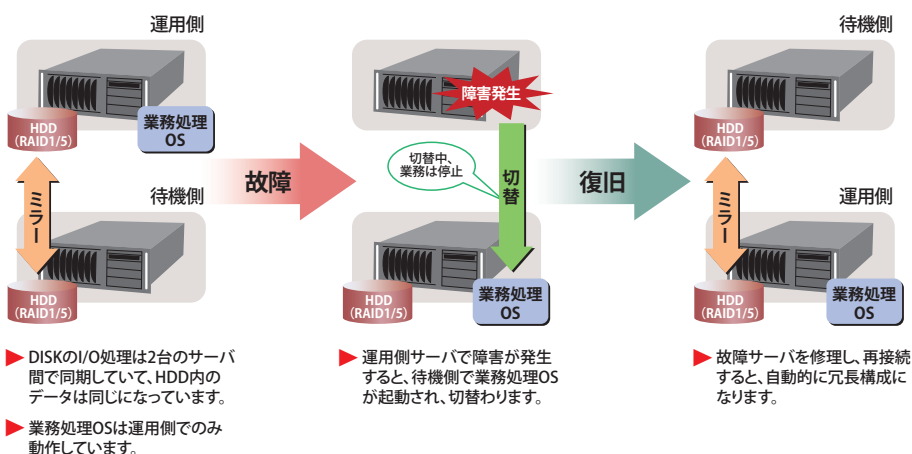 運用側
HDD
(RAID1/5)
業務処理
OS
ミラー
待機側
HDD
(RAID1/5)
故障
障害発生
切替中、
業務は停止
切替
HDD
(RAID1/5)
業務処理
OS
復旧
待機側
HDD
(RAID1/5)
ミラー
運用側
HDD
(RAID1/5)
業務処理
OS
DISKのI/O処理は2台のサーバ
間で同期していて、HDD内の
データは同じになっています。
業務処理OSは運用側でのみ
動作しています。
運用側サーバで障害が発生
すると、待機側で業務処理OS
が起動され、切替わります。
故障サーバを修理し、再接続
すると、自動的に冗長構成に
なります。